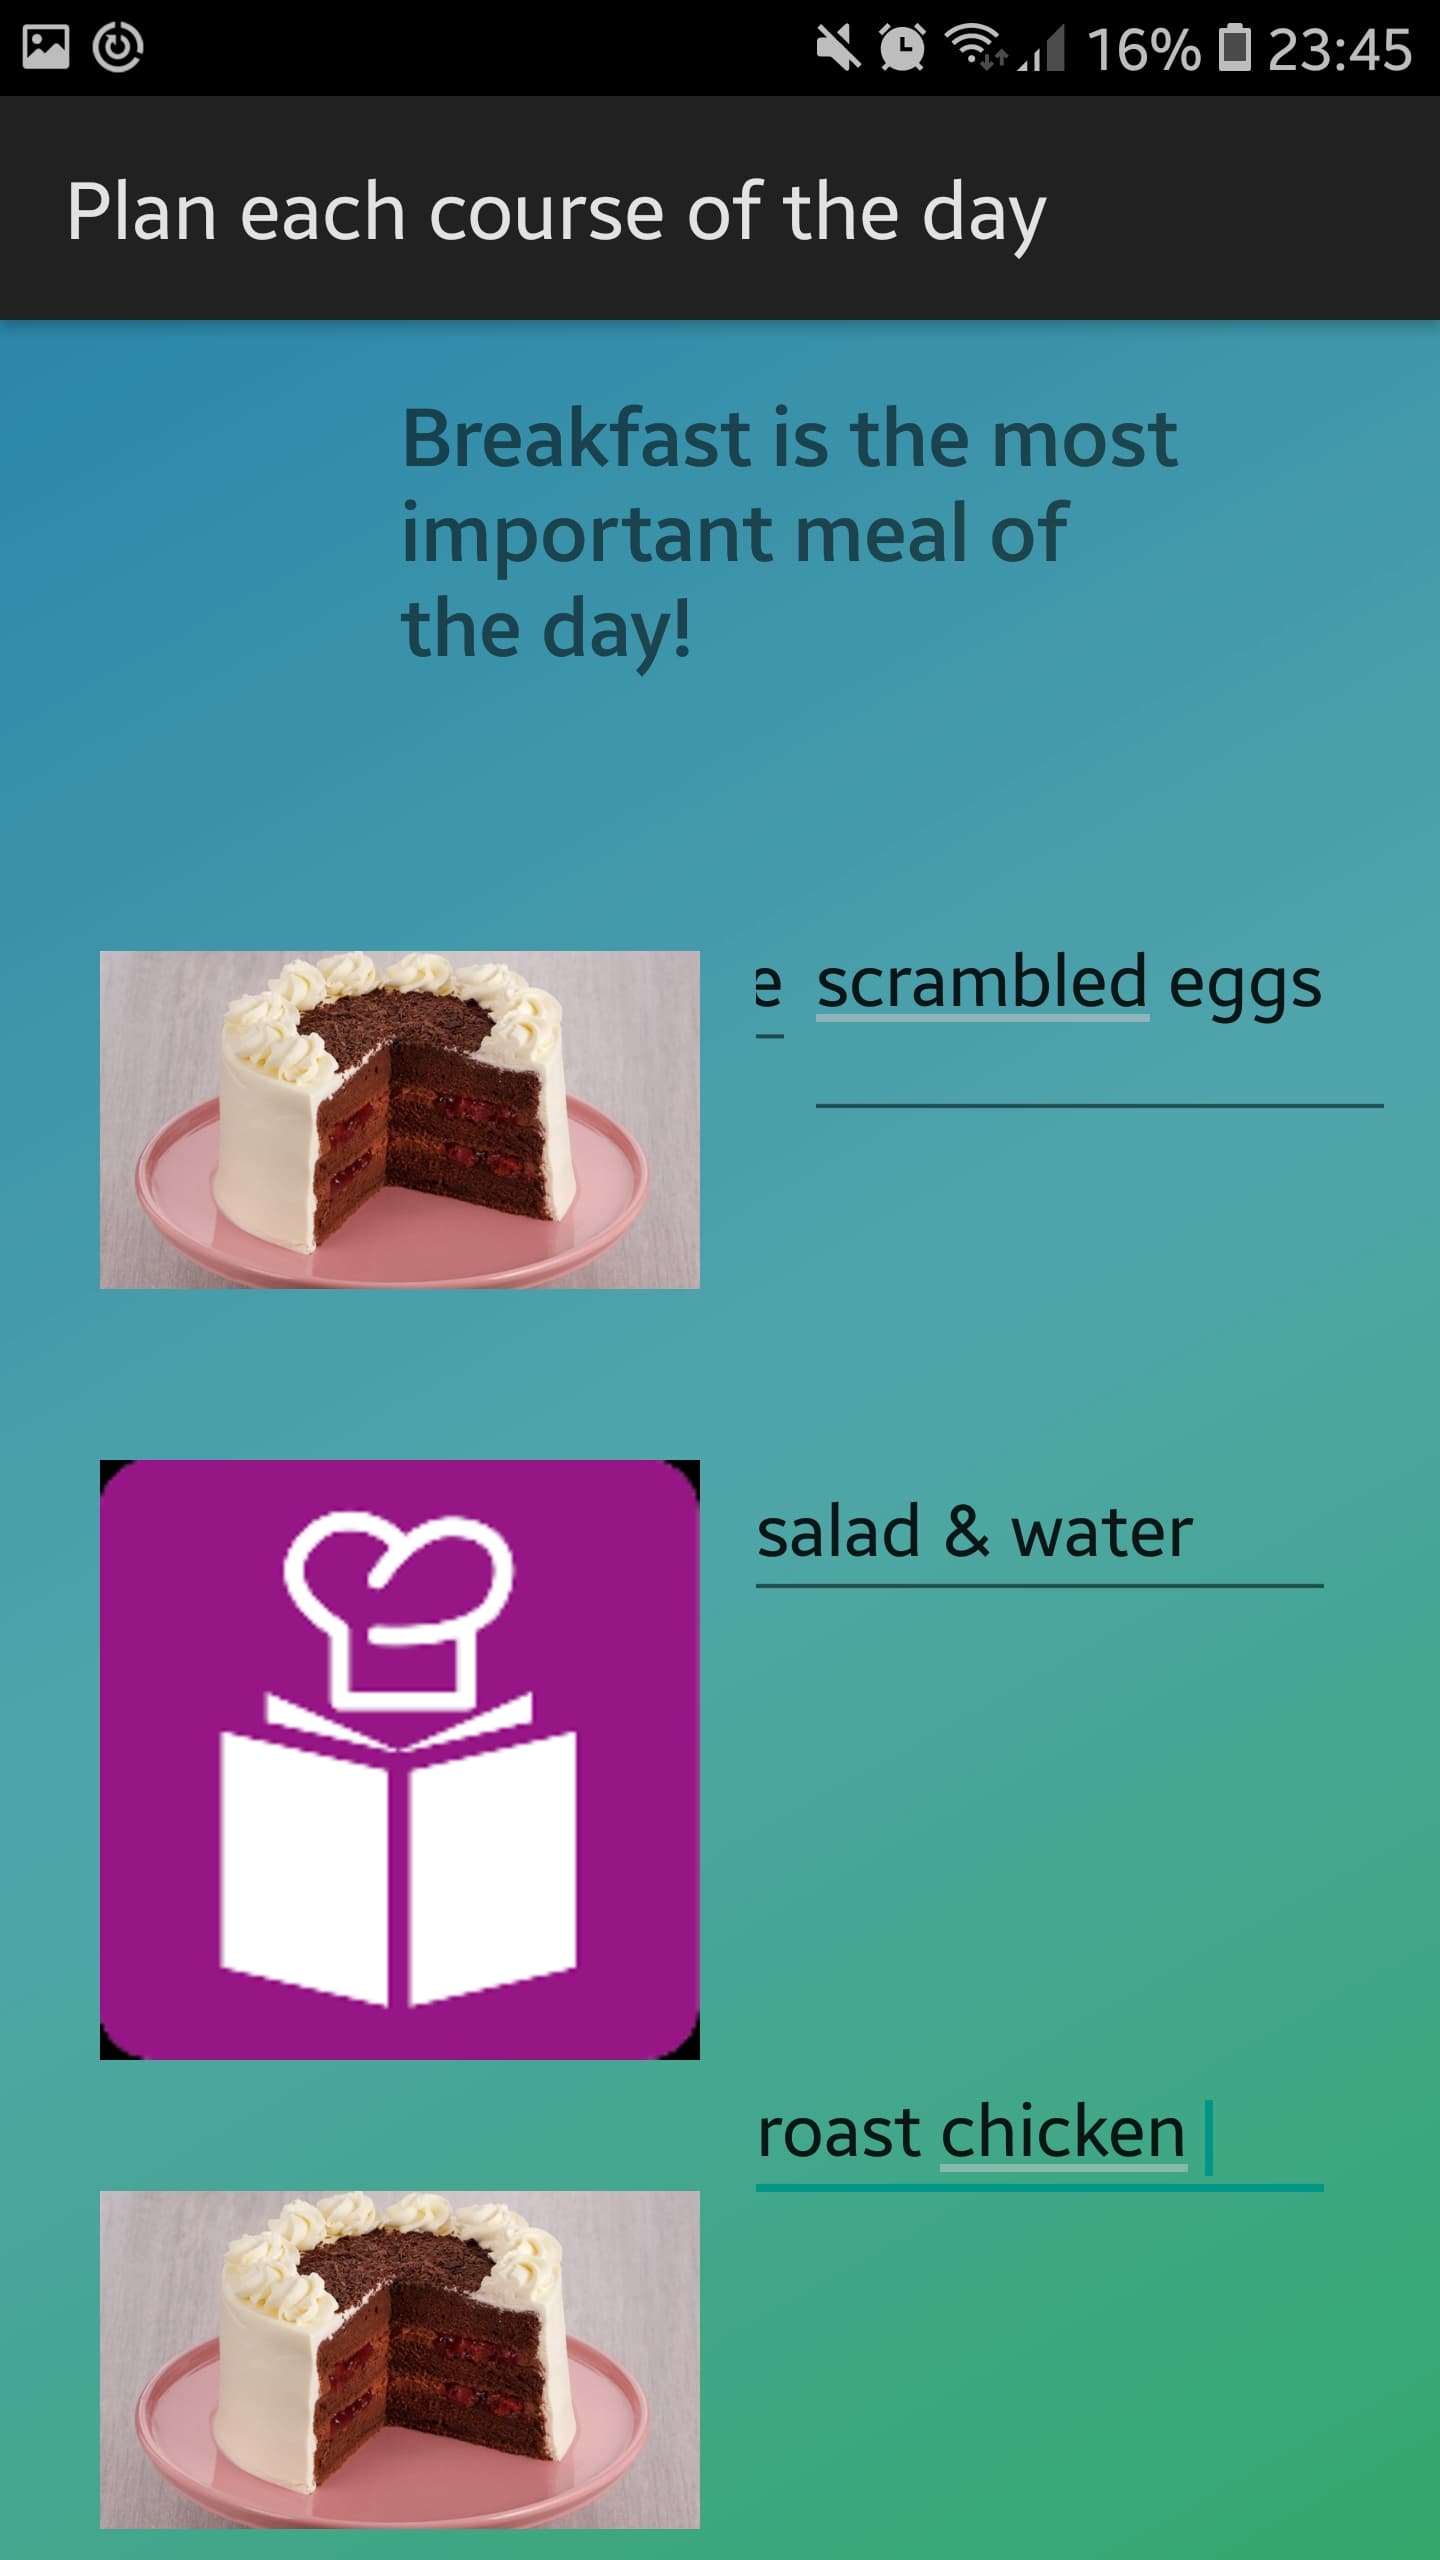 16% 23:45
Plan each course of the day
Breakfast is the most
important meal of
the day!
e scrambled eggs
salad & water
roast chicken